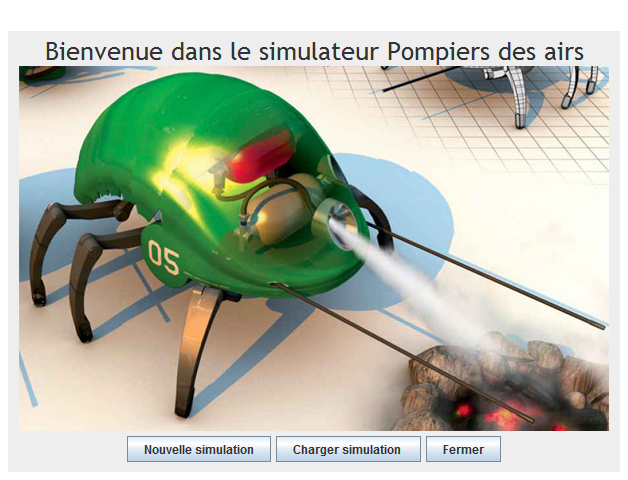 Bienvenue dans le simulateur Pompiers des airs
05
Nouvelle simulation Charger simulation Fermer